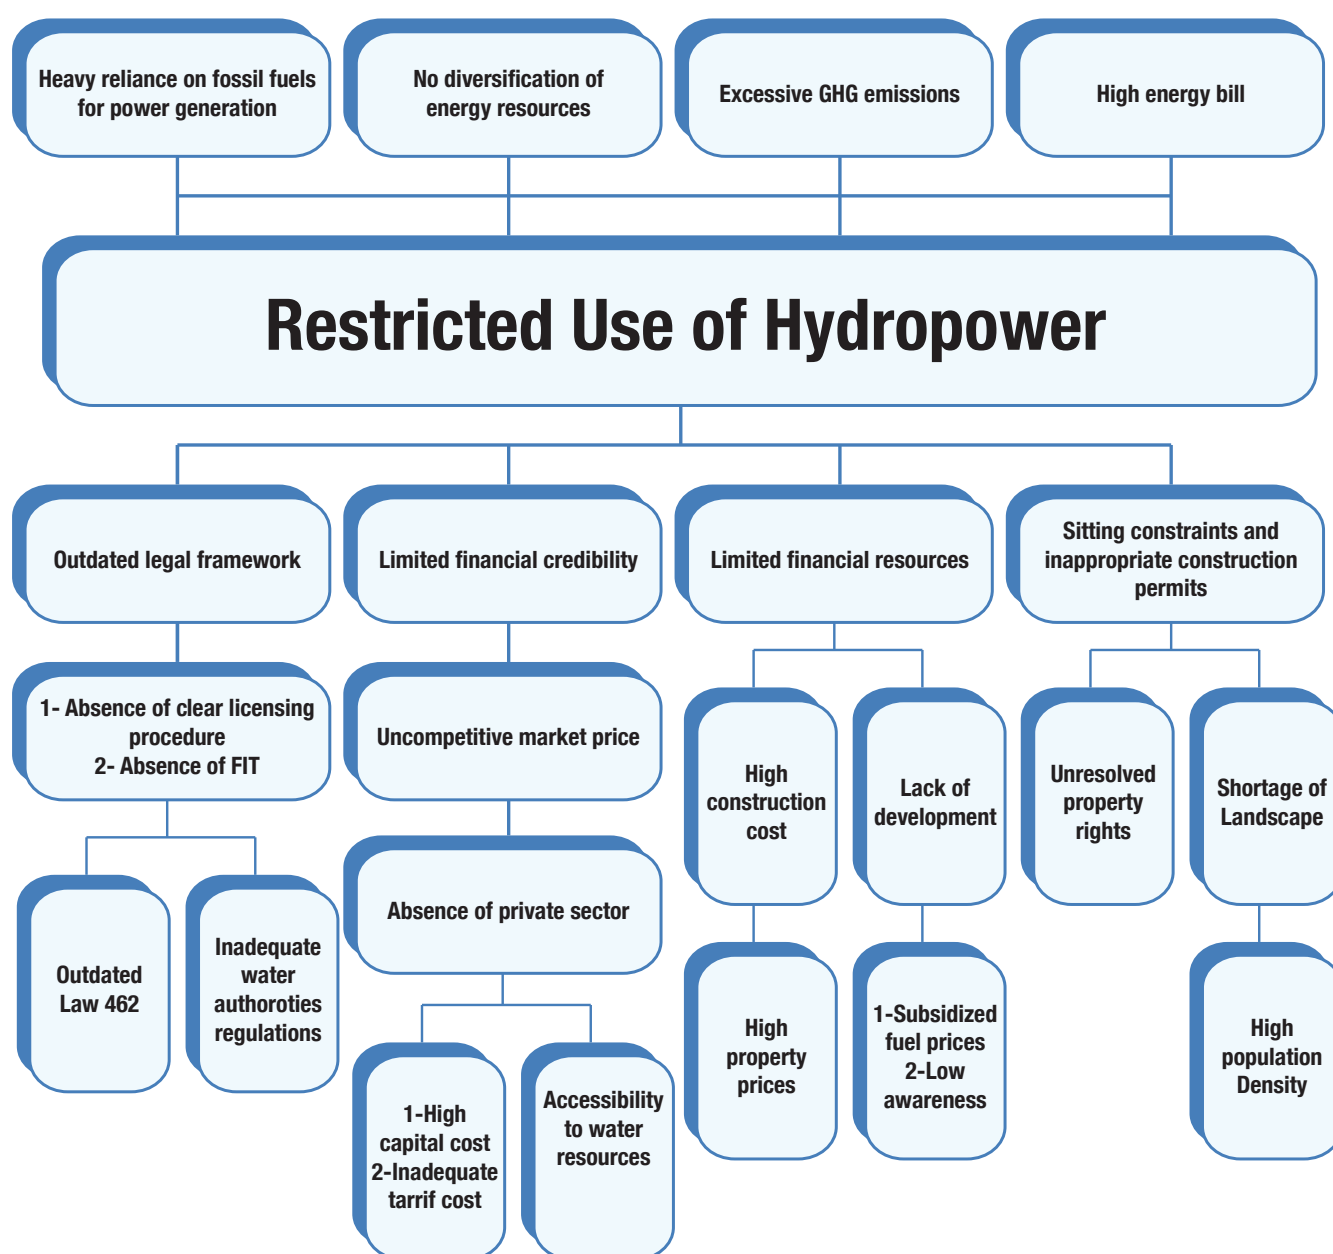 Heavy reliance on fossil fuels
for power generation
No diversification of
energy resources
Excessive GHG emissions
High energy bill
Restricted Use of Hydropower
Outdated legal framework
Limited financial credibility
Limited financial resources
Sitting constraints and
inappropriate construction
permits
1- Absence of clear licensing
procedure
2- Absence of FIT
Uncompetitive market price
High
construction
cost
Lack of
development
Unresolved
property
rights
Shortage of
Landscape
Outdated
Law 462
Inadequate
water
authoroties
regulations
Absence of private sector
High
property
prices
1-Subsidized
fuel prices
2-Low
awareness
High
population
Density
1-High
capital cost
2-Inadequate
tarrif cost
Accessibility
to water
resources